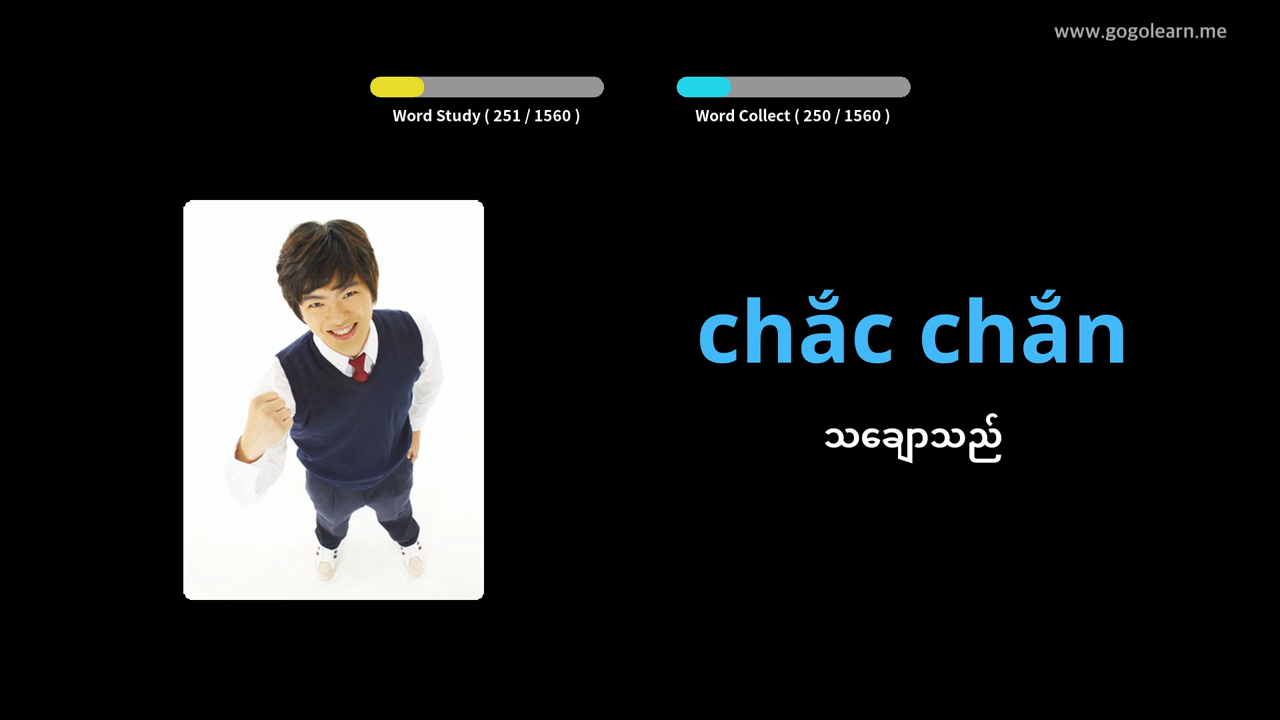 www.gogolearn.me
Word Study ( 251 / 1560 )
Word Collect ( 250 / 1560 )
chắc chắn
သချောသည်